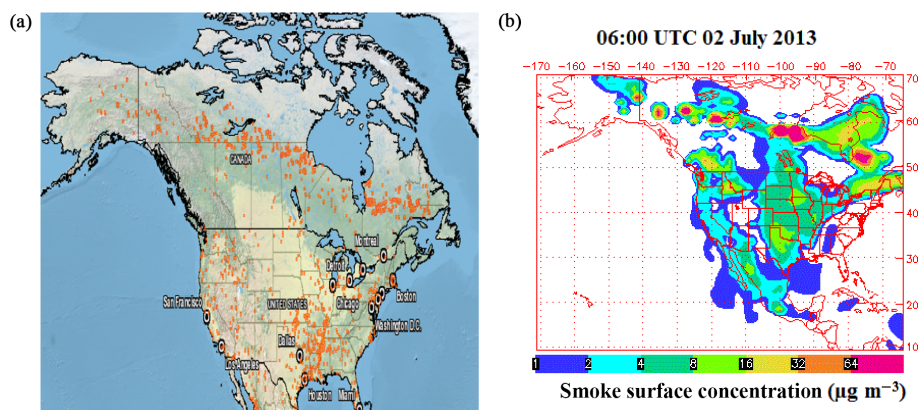 (a)
CANADA
Montreal
Detroit
Boston
San Francisco
UNITED STATES
Chicago
Washington D.C.
Dallas
Los Angeles
Houston
Miami
(b)
06:00 UTC 02 July 2013
−170 −160 −150 −140 −130 −120 −110 −100 −90 −80 −70
70
60
50
40
30
20
10
1 2 4 8 16 32 64
Smoke surface concentration (µg m⁻³)